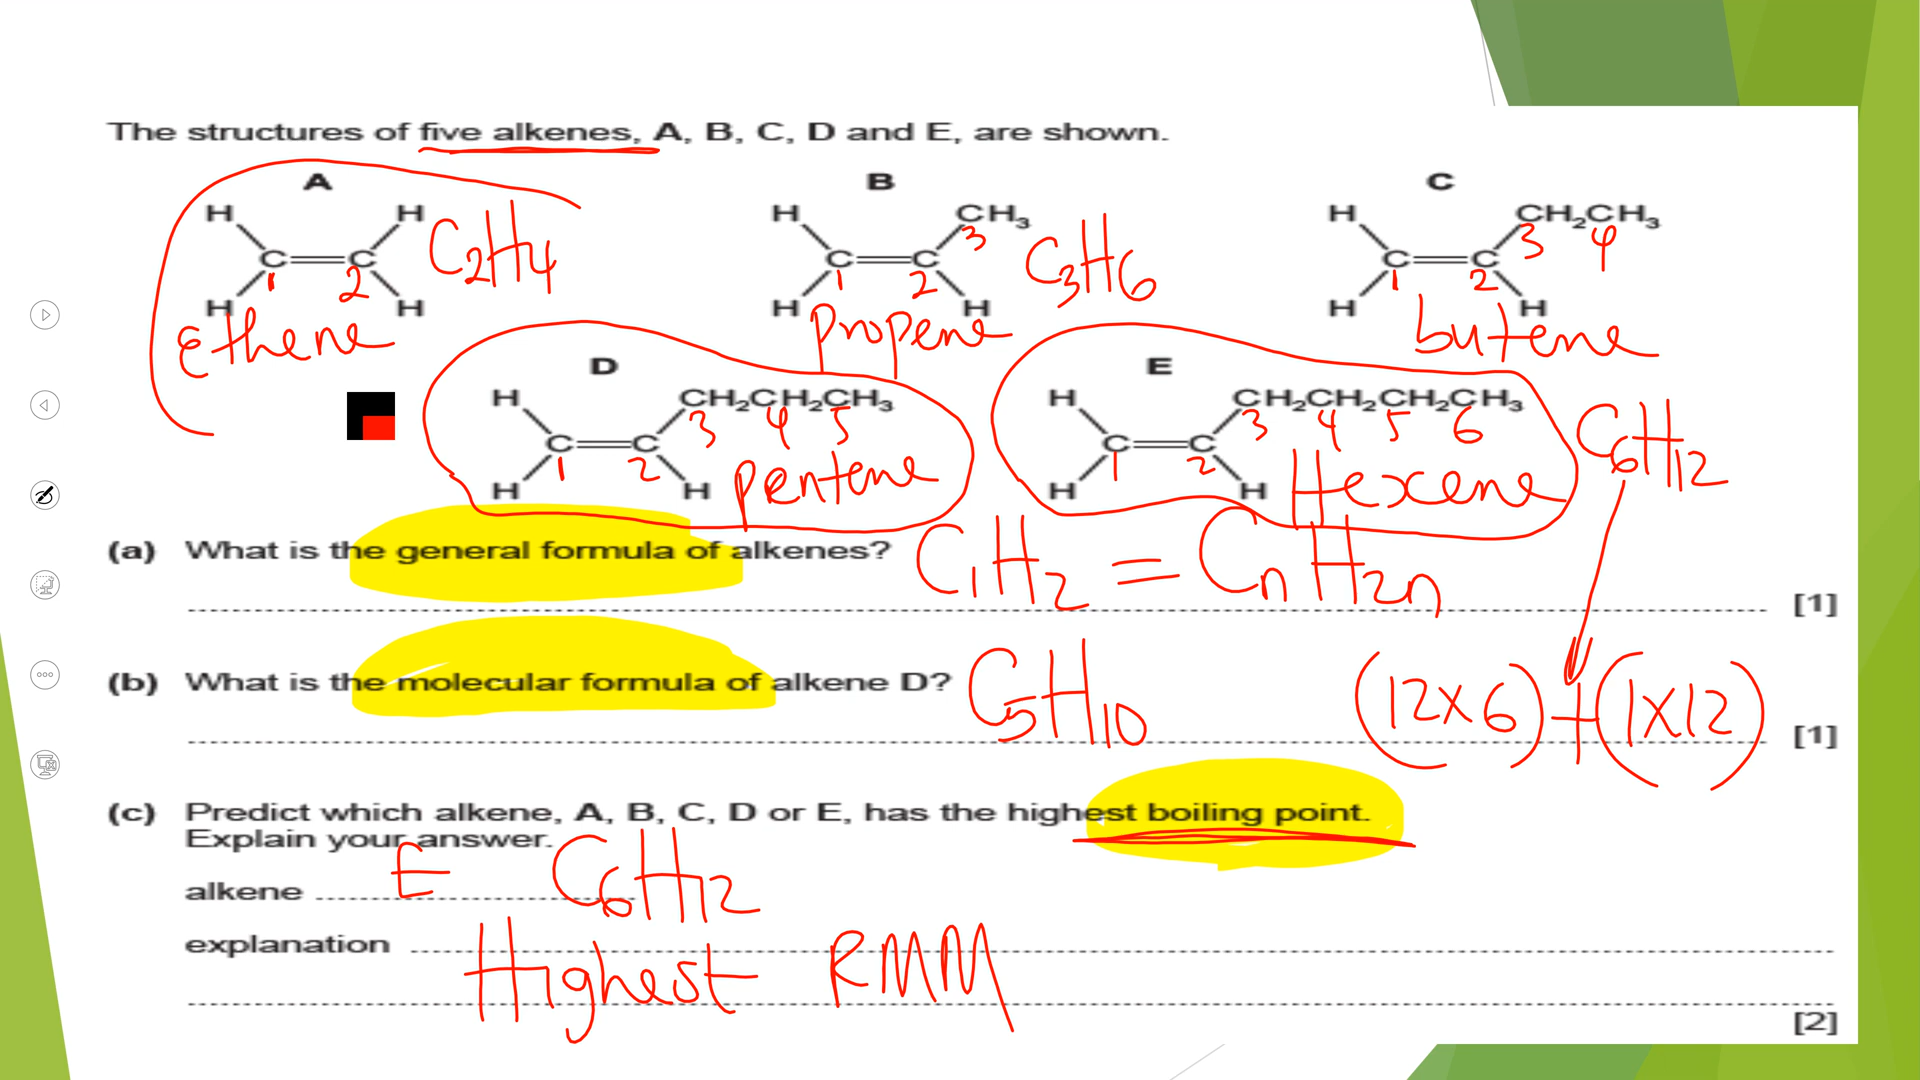 The structures of five alkenes, A, B, C, D and E, are shown.
A B C
H H C₂H₄ H CH₃ H CH₂CH₃
3 3 4
C=C C=C C₃H₆ C=C
1 2 1 2 1 2
H H H H H H
Ethene propene butene
D E
H CH₂CH₂CH₃ H CH₂CH₂CH₂CH₃ C₆H₁₂
3 4 5 3 4 5 6
C=C C=C
1 2 1 2
H H pentene H H Hexene
(a) What is the general formula of alkenes? C₁H₂ = CnH2n
[1]
(b) What is the molecular formula of alkene D? C₅H₁₀ (12x6)+(1x12)
[1]
(c) Predict which alkene, A, B, C, D or E, has the highest boiling point.
Explain your answer.
alkene E C₆H₁₂
explanation
Highest RMM
[2]